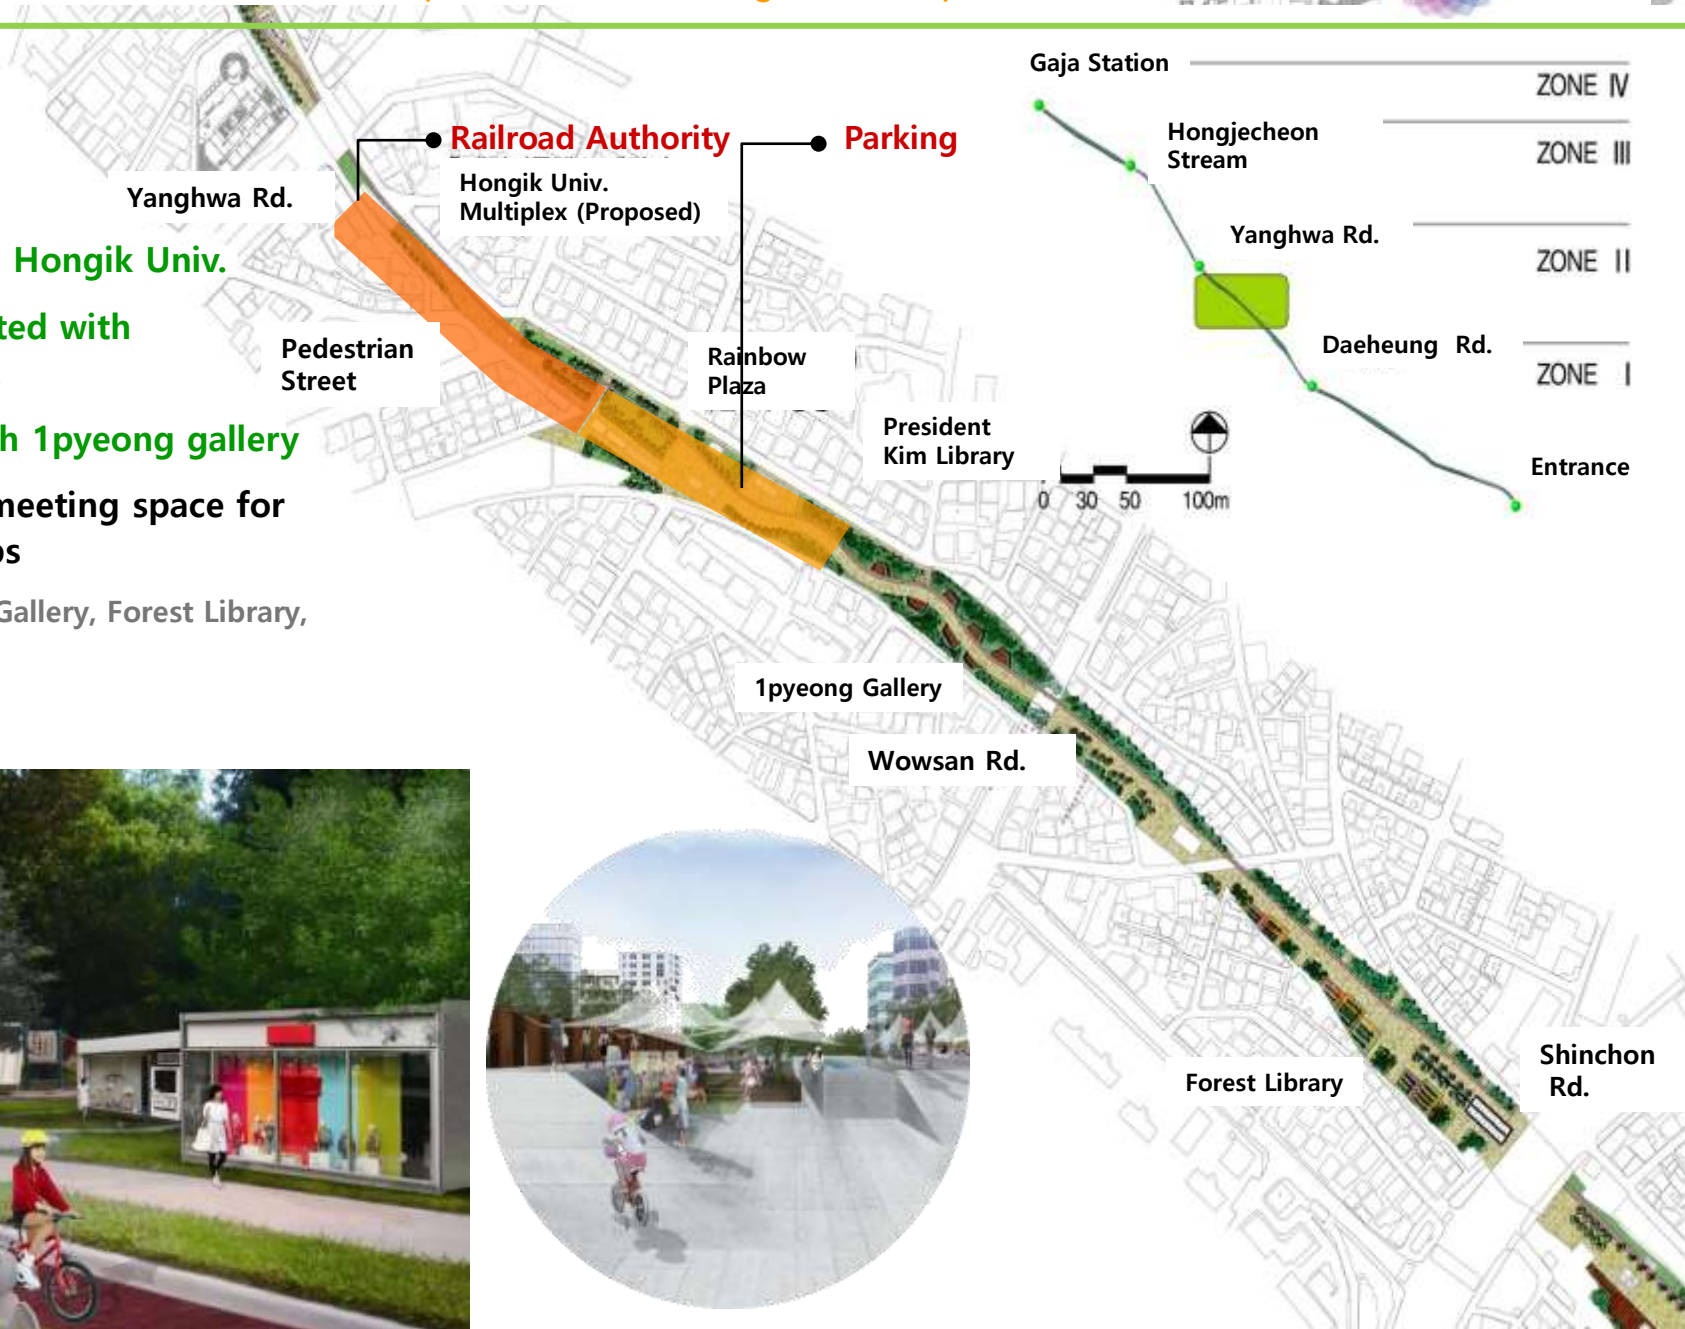 Gaja Station
ZONE IV
Hongjecheon
Stream
ZONE III
Railroad Authority
Parking
Hongik Univ.
Multiplex (Proposed)
Yanghwa Rd.
Yanghwa Rd.
ZONE II
Hongik Univ.
ted with
Pedestrian
Street
Rainbow
Plaza
Daeheung Rd.
ZONE I
h 1pyeong gallery
President
Kim Library
Entrance
0 30 50 100m
meeting space for
os
Gallery, Forest Library,
1pyeong Gallery
Wowsan Rd.
Forest Library
Shinchon
Rd.